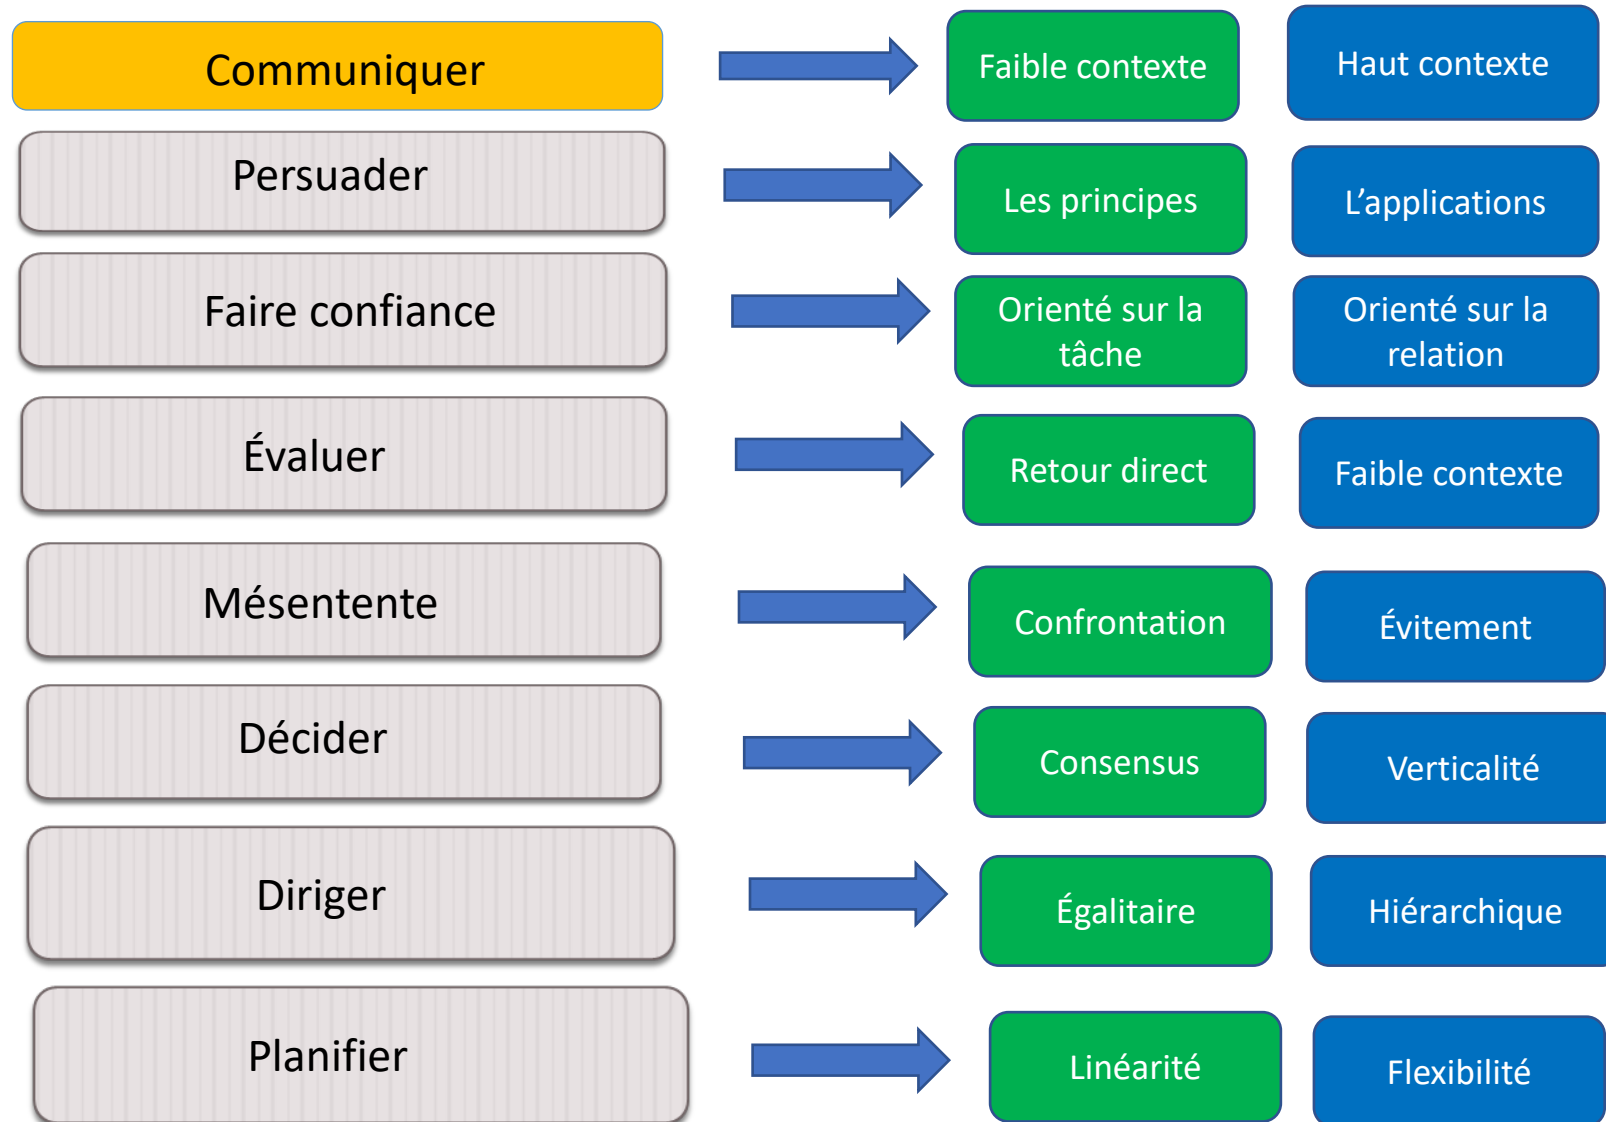 Communiquer
Faible contexte
Haut contexte
Persuader
Les principes
L'applications
Faire confiance
Orienté sur la
tâche
Orienté sur la
relation
Évaluer
Retour direct
Faible contexte
Mésentente
Confrontation
Évitement
Décider
Consensus
Verticalité
Diriger
Égalitaire
Hiérarchique
Planifier
Linéarité
Flexibilité